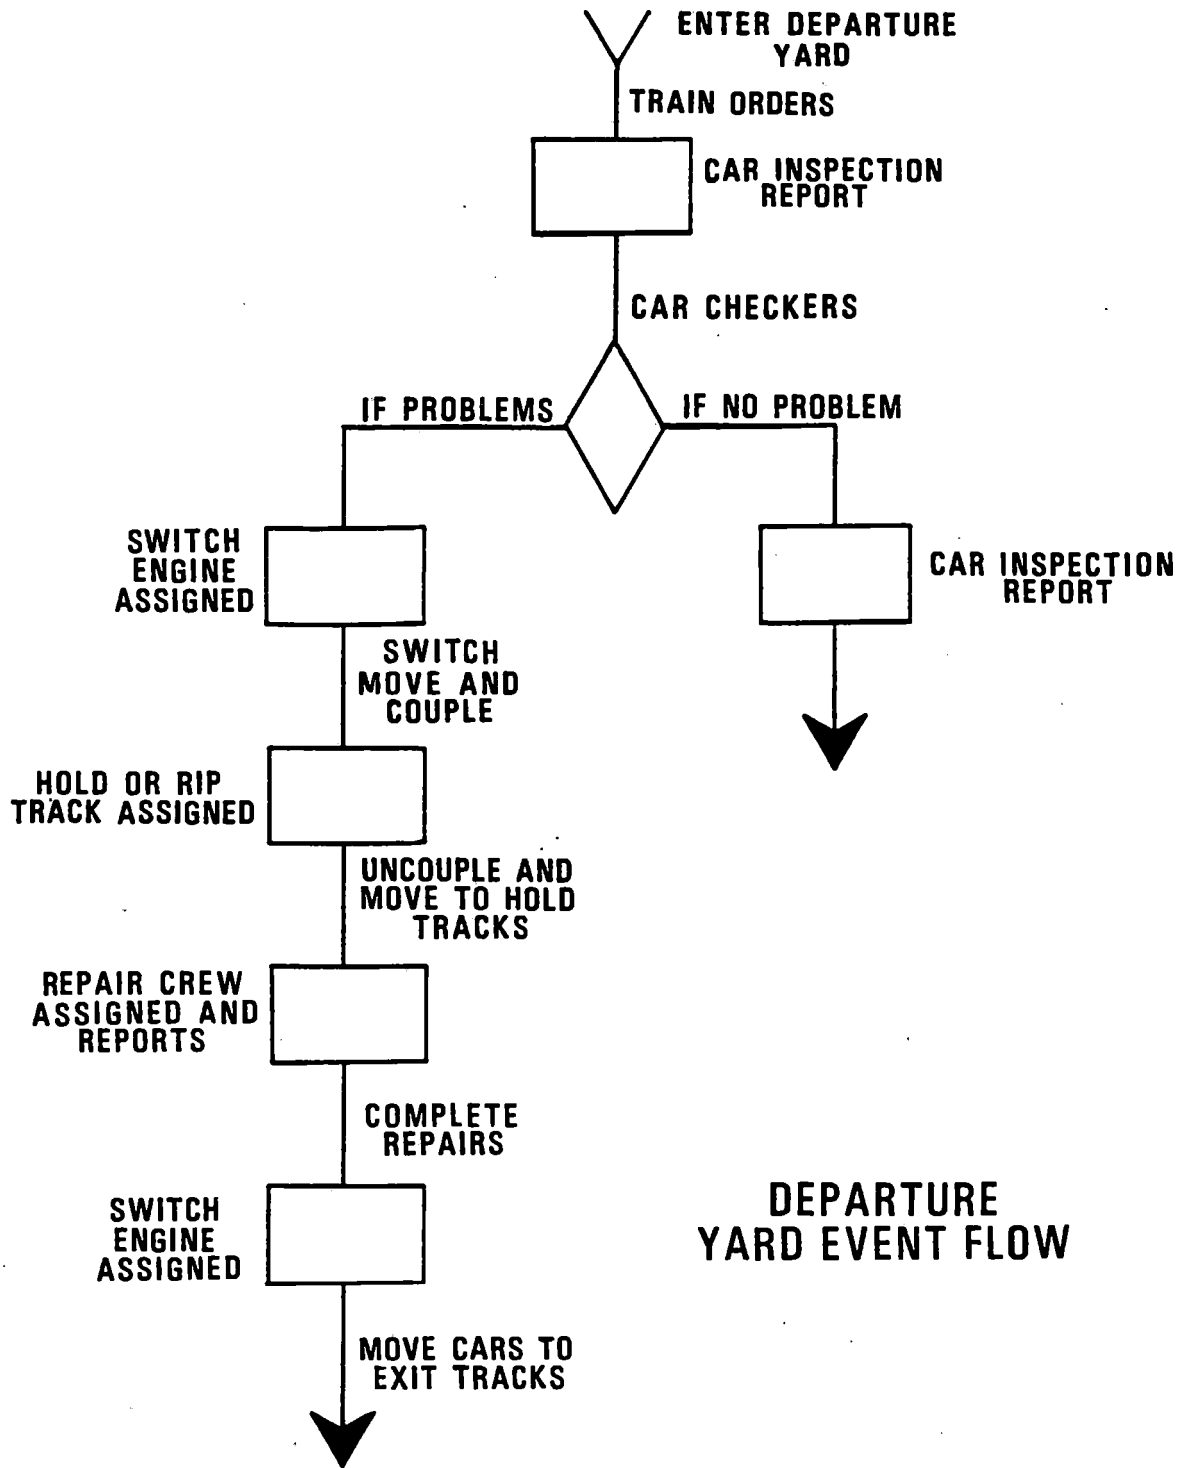 ENTER DEPARTURE
YARD
TRAIN ORDERS
CAR INSPECTION
REPORT
CAR CHECKERS
IF PROBLEMS
IF NO PROBLEM
SWITCH
ENGINE
ASSIGNED
CAR INSPECTION
REPORT
SWITCH
MOVE AND
COUPLE
HOLD OR RIP
TRACK ASSIGNED
UNCOUPLE AND
MOVE TO HOLD
TRACKS
REPAIR CREW
ASSIGNED AND
REPORTS
COMPLETE
REPAIRS
SWITCH
ENGINE
ASSIGNED
DEPARTURE
YARD EVENT FLOW
MOVE CARS TO
EXIT TRACKS